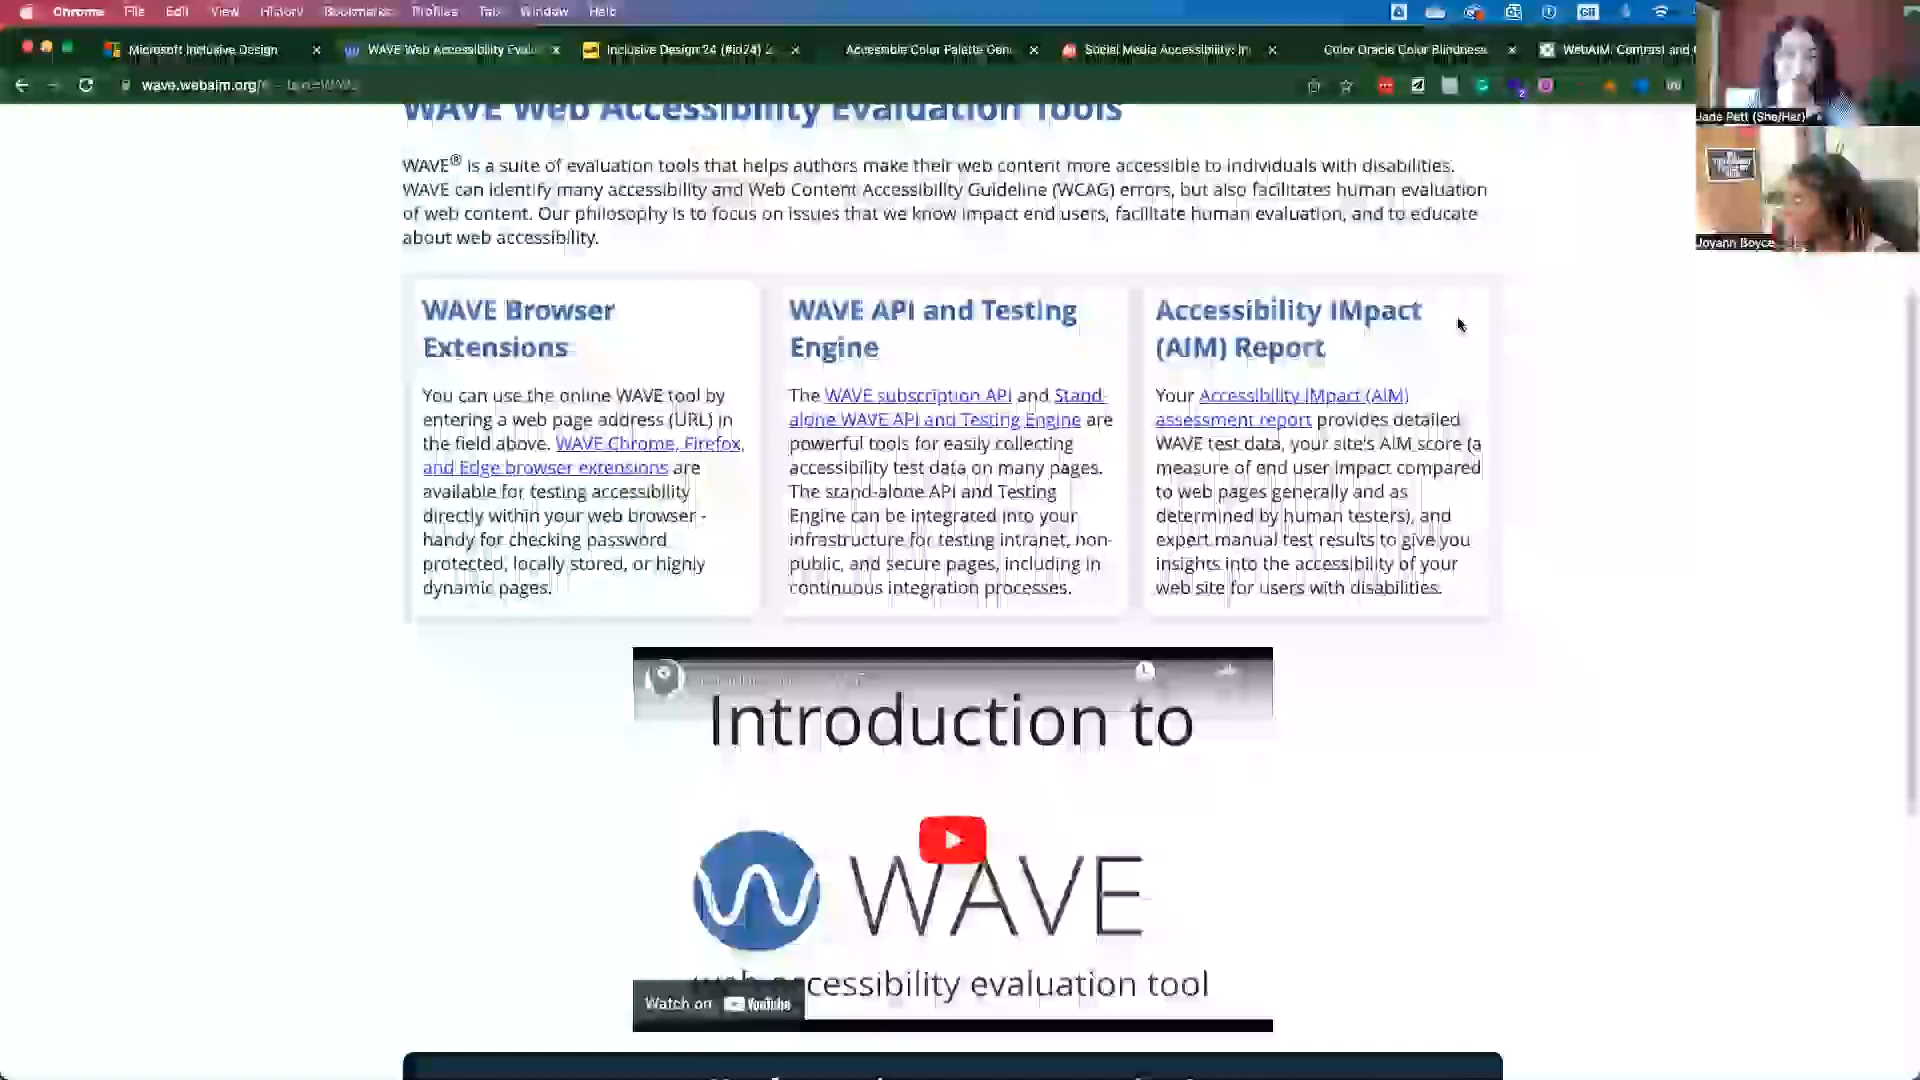 Chrome File Edit View History Bookmarks Profiles Tab Window Help
Microsoft Inclusive Design
WAVE Web Accessibility Evalu
Inclusive Design 24 (#id24) 2
Accessible Color Palette Gen
Social Media Accessibility: In
Color Oracle Color Blindness
WebAIM: Contrast and
wave.webaim.org/
Jade Pett (She/Her)
Joyann Boyce
WAVE Web Accessibility Evaluation Tools
WAVE® is a suite of evaluation tools that helps authors make their web content more accessible to individuals with disabilities.
WAVE can identify many accessibility and Web Content Accessibility Guideline (WCAG) errors, but also facilitates human evaluation
of web content. Our philosophy is to focus on issues that we know impact end users, facilitate human evaluation, and to educate
about web accessibility.
WAVE Browser
Extensions
You can use the online WAVE tool by
entering a web page address (URL) in
the field above. WAVE Chrome, Firefox,
and Edge browser extensions are
available for testing accessibility
directly within your web browser -
handy for checking password
protected, locally stored, or highly
dynamic pages.
WAVE API and Testing
Engine
The WAVE subscription API and Stand-
alone WAVE API and Testing Engine are
powerful tools for easily collecting
accessibility test data on many pages.
The stand-alone API and Testing
Engine can be integrated into your
infrastructure for testing intranet, non-
public, and secure pages, including in
continuous integration processes.
Accessibility IMpact
(AIM) Report
Your Accessibility IMpact (AIM)
assessment report provides detailed
WAVE test data, your site's AIM score (a
measure of end user impact compared
to web pages generally and as
determined by human testers), and
expert manual test results to give you
insights into the accessibility of your
web site for users with disabilities.
Introduction to
WAVE
web accessibility evaluation tool
Watch on YouTube